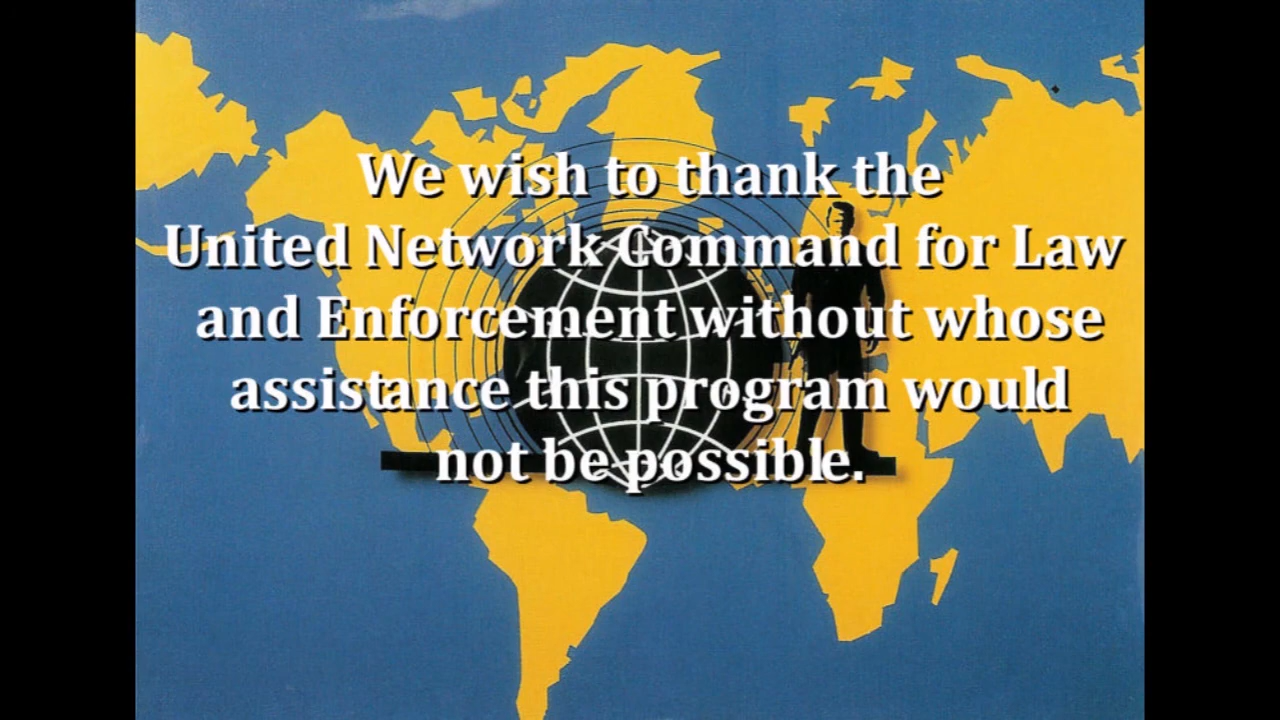 We wish to thank the
United Network Command for Law
and Enforcement without whose
assistance this program would
not be possible.